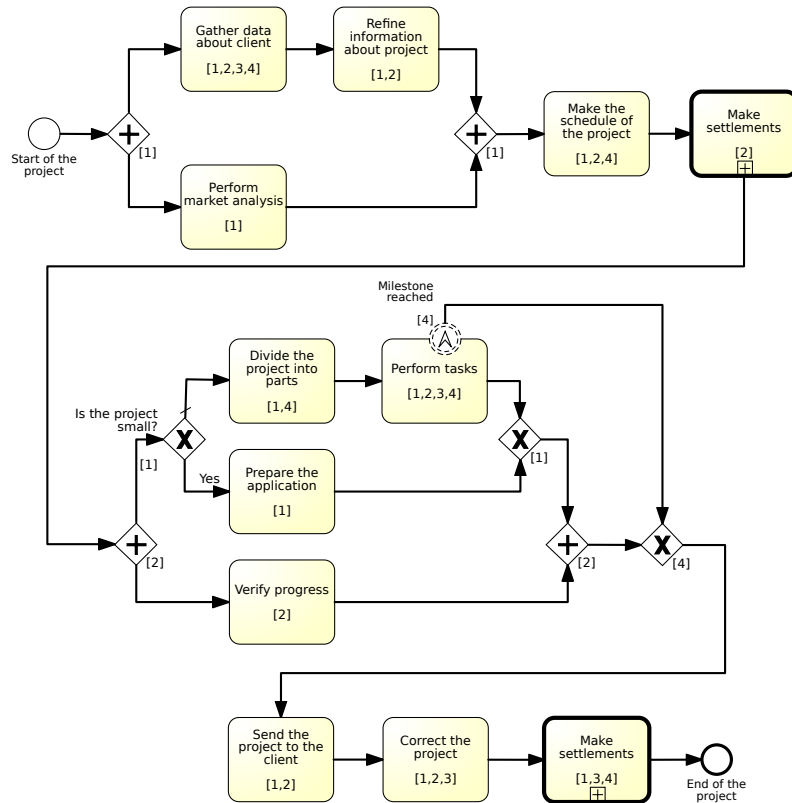 Gather data
about client
[1,2,3,4]
Refine
information
about project
[1,2]
Start of the
project
[1]
Perform
market analysis
[1]
[1]
Make the
schedule of
the project
[1,2,4]
Make
settlements
[2]
Milestone
reached
[4]
Divide the
project into
parts
[1,4]
Perform tasks
[1,2,3,4]
Is the project
small?
[1]
Yes
Prepare the
application
[1]
[1]
[2]
Verify progress
[2]
[2]
[4]
Send the
project to the
client
[1,2]
Correct the
project
[1,2,3]
Make
settlements
[1,3,4]
End of the
project